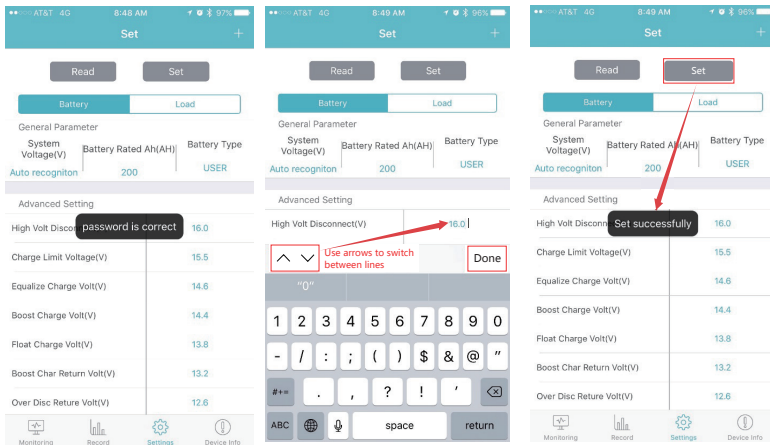 AT&T 4G 8:48 AM 97%
Set +
Read Set
Battery Load
General Parameter
System Voltage(V) Battery Rated Ah(AH) Battery Type
Auto recogniton 200 USER
Advanced Setting
High Volt Discon 16.0
password is correct
Charge Limit Voltage(V) 15.5
Equalize Charge Volt(V) 14.6
Boost Charge Volt(V) 14.4
Float Charge Volt(V) 13.8
Boost Char Return Volt(V) 13.2
Over Disc Reture Volt(V) 12.6
Monitoring Record Settings Device Info
AT&T 4G 8:49 AM 96%
Set +
Read Set
Battery Load
General Parameter
System Voltage(V) Battery Rated Ah(AH) Battery Type
Auto recogniton 200 USER
Advanced Setting
High Volt Disconnect(V) 16.0
Use arrows to switch
between lines
Done
"0"
1 2 3 4 5 6 7 8 9 0
- / : ; ( ) $ & @ "
#+= . , ? ! '
ABC space return
AT&T 4G 8:49 AM 96%
Set +
Read Set
Battery Load
General Parameter
System Voltage(V) Battery Rated Ah(AH) Battery Type
Auto recogniton 200 USER
Advanced Setting
High Volt Disconn 16.0
Set successfully
Charge Limit Voltage(V) 15.5
Equalize Charge Volt(V) 14.6
Boost Charge Volt(V) 14.4
Float Charge Volt(V) 13.8
Boost Char Return Volt(V) 13.2
Over Disc Reture Volt(V) 12.6
Monitoring Record Settings Device Info